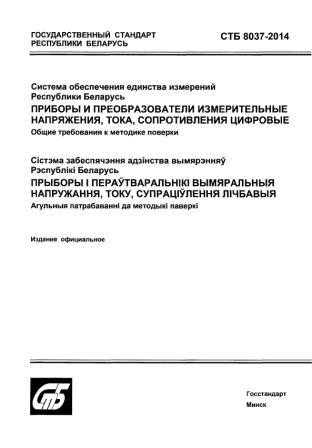 ГОСУДАРСТВЕННЫЙ СТАНДАРТ
РЕСПУБЛИКИ БЕЛАРУСЬ
СТБ 8037-2014
Система обеспечения единства измерений
Республики Беларусь
ПРИБОРЫ И ПРЕОБРАЗОВАТЕЛИ ИЗМЕРИТЕЛЬНЫЕ
НАПРЯЖЕНИЯ, ТОКА, СОПРОТИВЛЕНИЯ ЦИФРОВЫЕ
Общие требования к методике поверки
Сістэма забеспячэння адзінства вымярэнняў
Рэспублікі Беларусь
ПРЫБОРЫ І ПЕРАЎТВАРАЛЬНІКІ ВЫМЯРАЛЬНЫЯ
НАПРУЖАННЯ, ТОКУ, СУПРАЦІЎЛЕННЯ ЛІЧБАВЫЯ
Агульныя патрабаванні да методыкі паверкі
Издание официальное
СТБ
Госстандарт
Минск